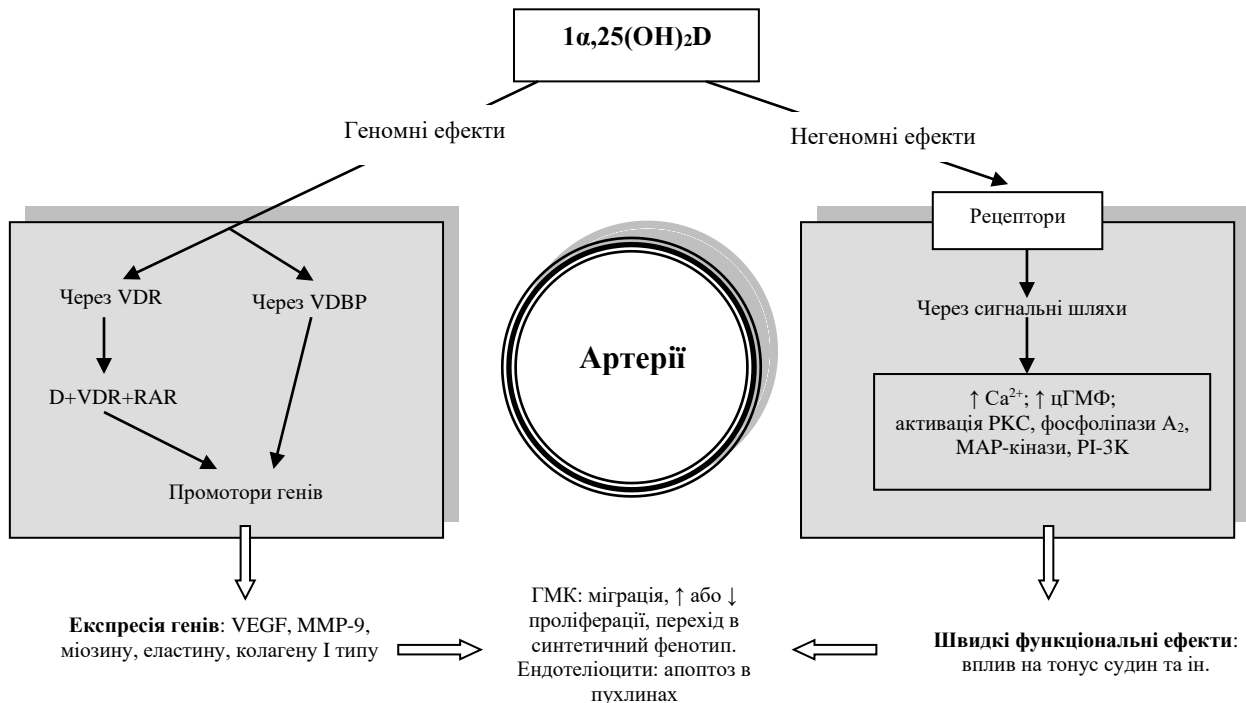 1α,25(OH)₂D
Геномні ефекти
Негеномні ефекти
Рецептори
Через VDR
Через VDBP
Через сигнальні шляхи
Артерії
D+VDR+RAR
↑ Ca²⁺; ↑ цГМФ;
активація PKC, фосфоліпази А₂,
МАР-кінази, PI-3K
Промотори генів
Експресія генів: VEGF, MMP-9,
міозину, еластину, колагену I типу
ГМК: міграція, ↑ або ↓
проліферації, перехід в
синтетичний фенотип.
Ендотеліоцити: апоптоз в
пухлинах
Швидкі функціональні ефекти:
вплив на тонус судин та ін.